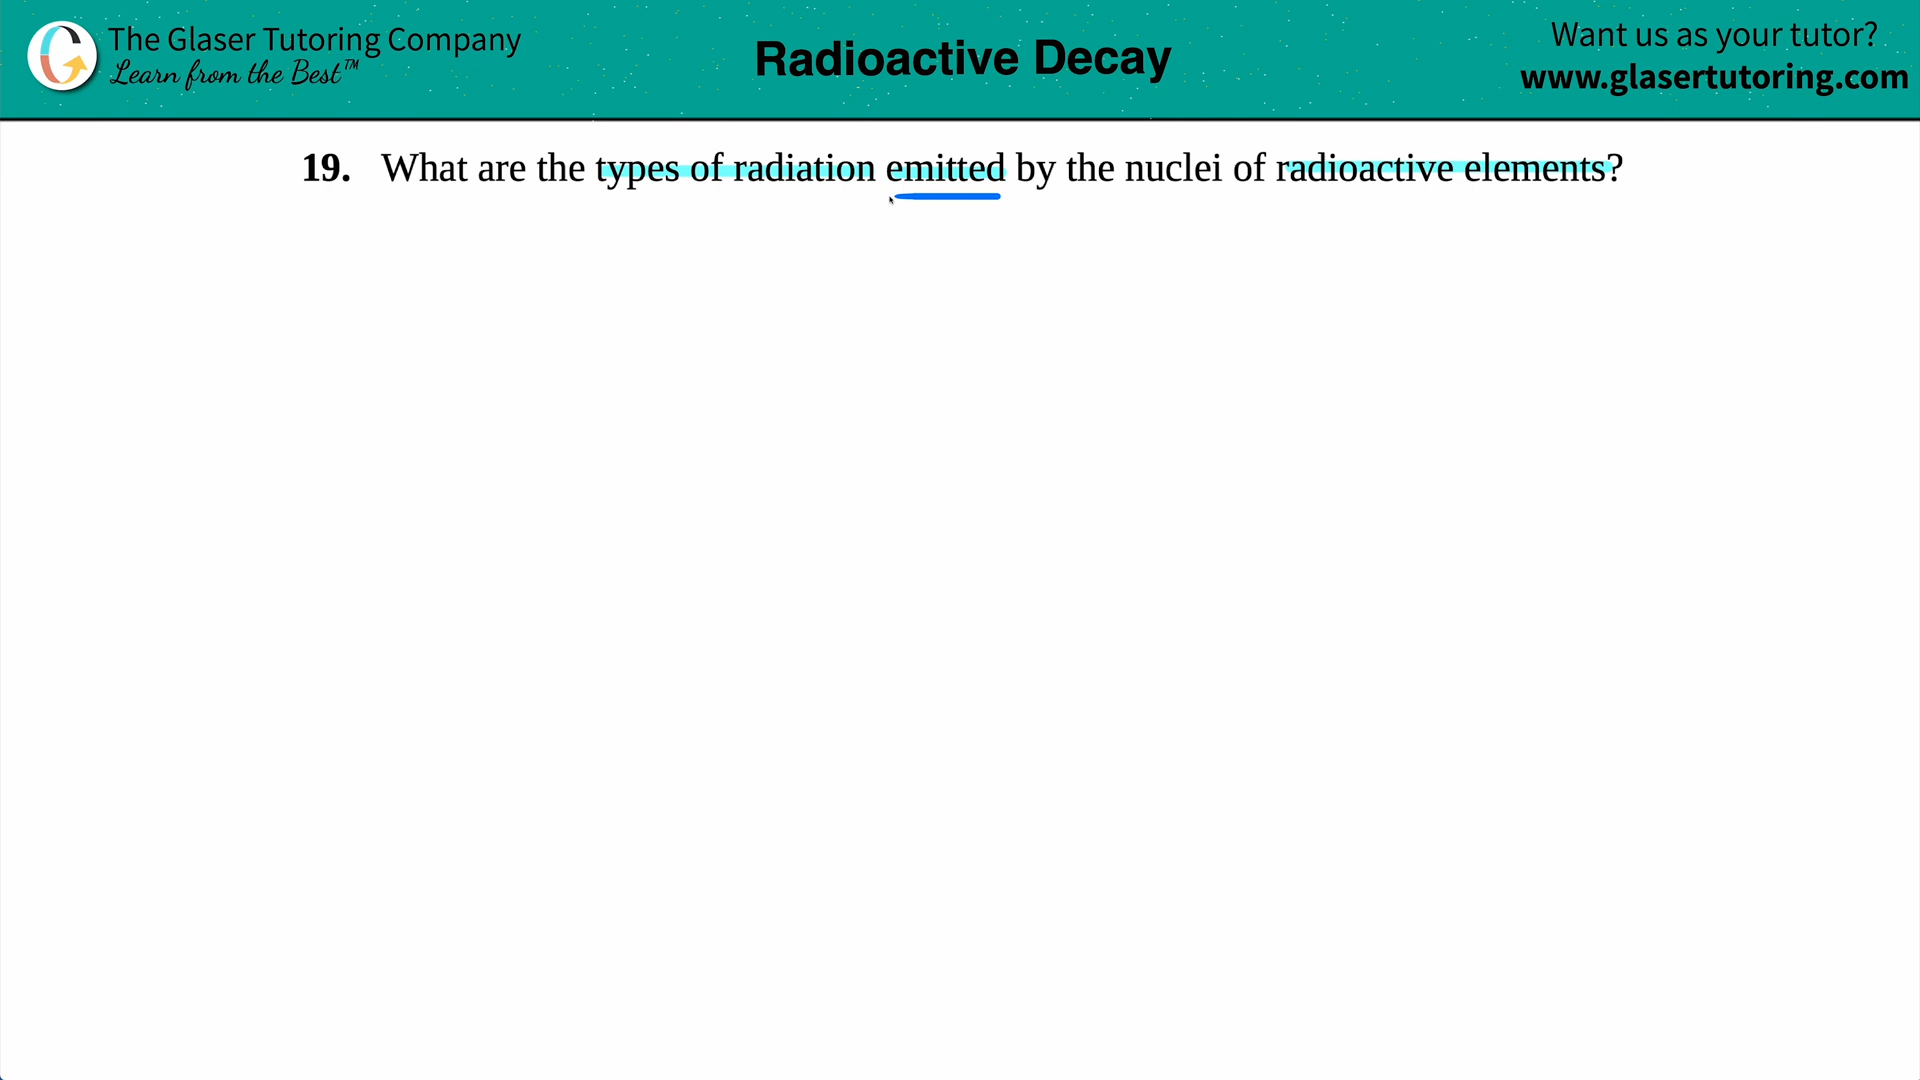 The Glaser Tutoring Company
Learn from the Best™
Radioactive Decay
Want us as your tutor?
www.glasertutoring.com
19. What are the types of radiation emitted by the nuclei of radioactive elements?